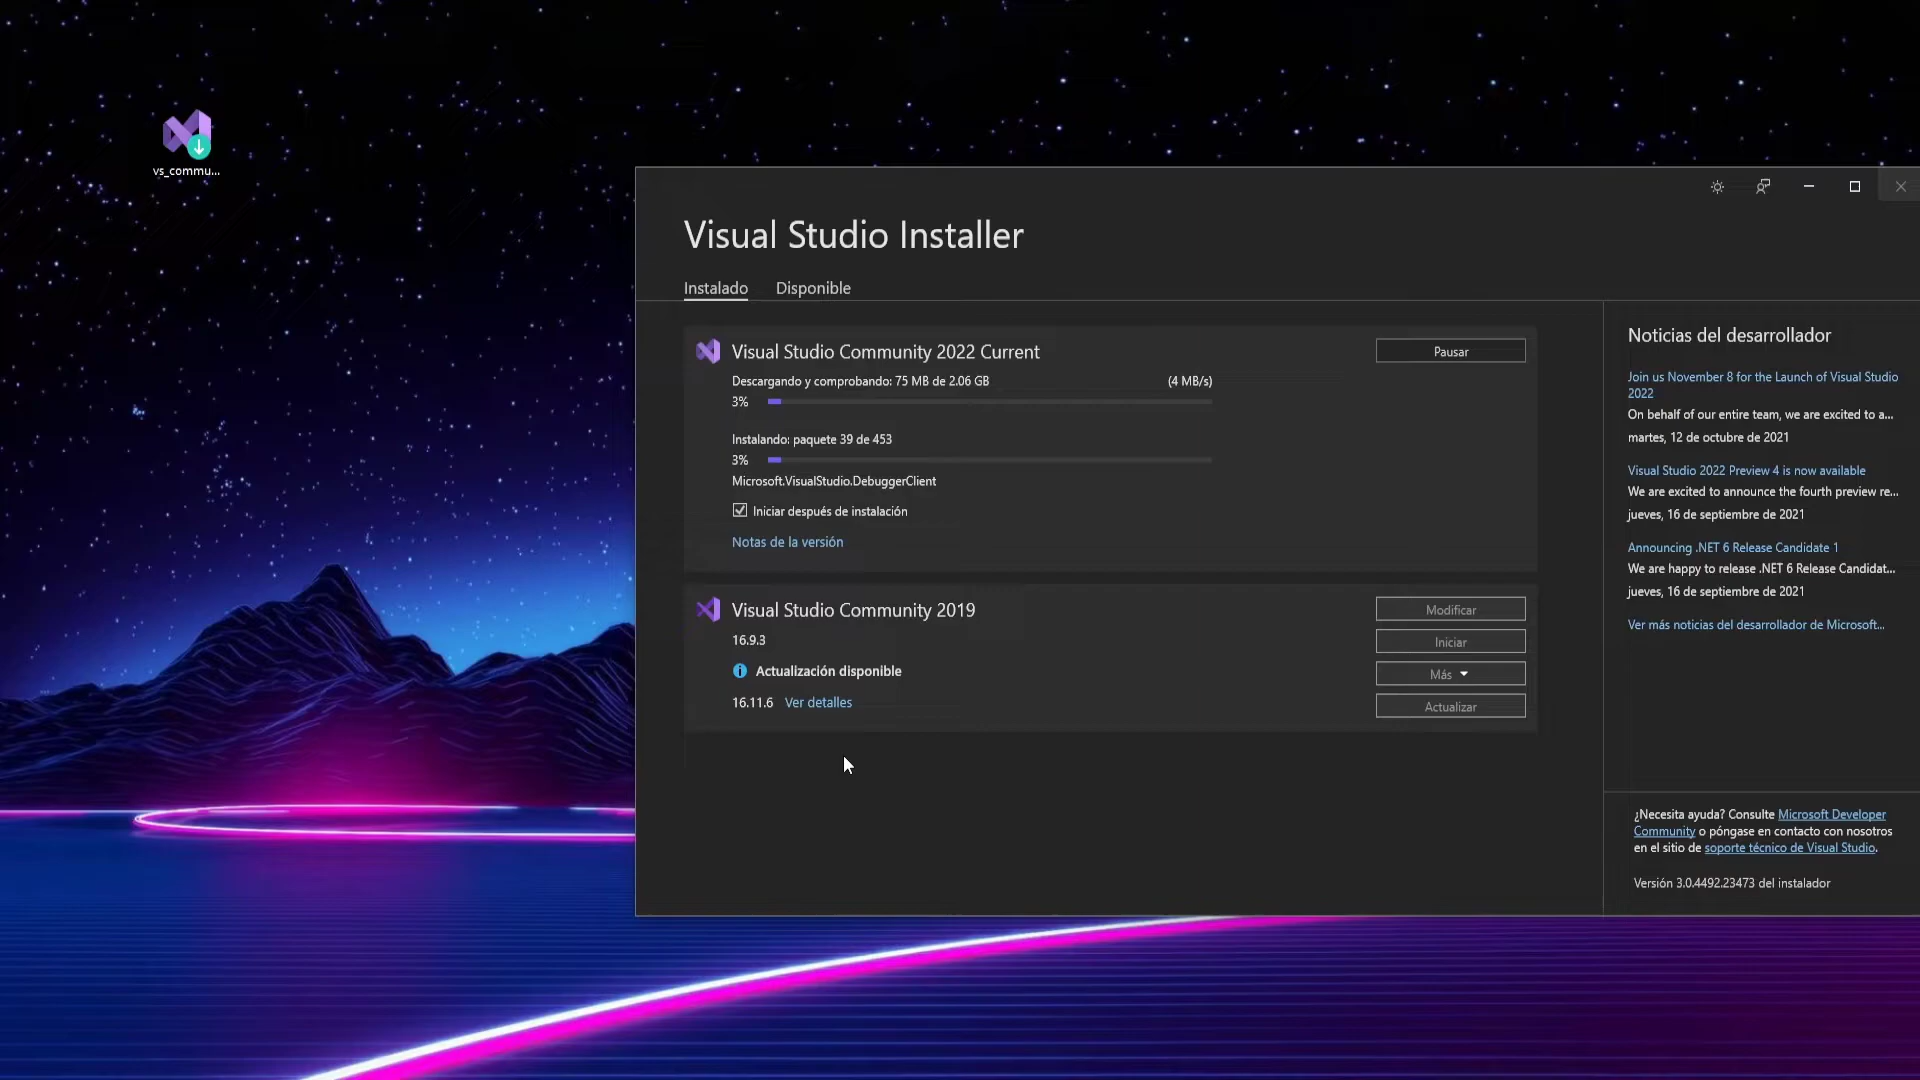 vs_commu...
Visual Studio Installer
Instalado Disponible
Visual Studio Community 2022 Current
Pausar
Descargando y comprobando: 75 MB de 2.06 GB (4 MB/s)
3%
Instalando: paquete 39 de 453
3%
Microsoft.VisualStudio.DebuggerClient
Iniciar después de instalación
Notas de la versión
Visual Studio Community 2019
16.9.3
Actualización disponible
16.11.6 Ver detalles
Modificar
Iniciar
Más
Actualizar
Noticias del desarrollador
Join us November 8 for the Launch of Visual Studio
2022
On behalf of our entire team, we are excited to a...
martes, 12 de octubre de 2021
Visual Studio 2022 Preview 4 is now available
We are excited to announce the fourth preview re...
jueves, 16 de septiembre de 2021
Announcing .NET 6 Release Candidate 1
We are happy to release .NET 6 Release Candidat...
jueves, 16 de septiembre de 2021
Ver más noticias del desarrollador de Microsoft...
¿Necesita ayuda? Consulte Microsoft Developer
Community o póngase en contacto con nosotros
en el sitio de soporte técnico de Visual Studio.
Versión 3.0.4492.23473 del instalador